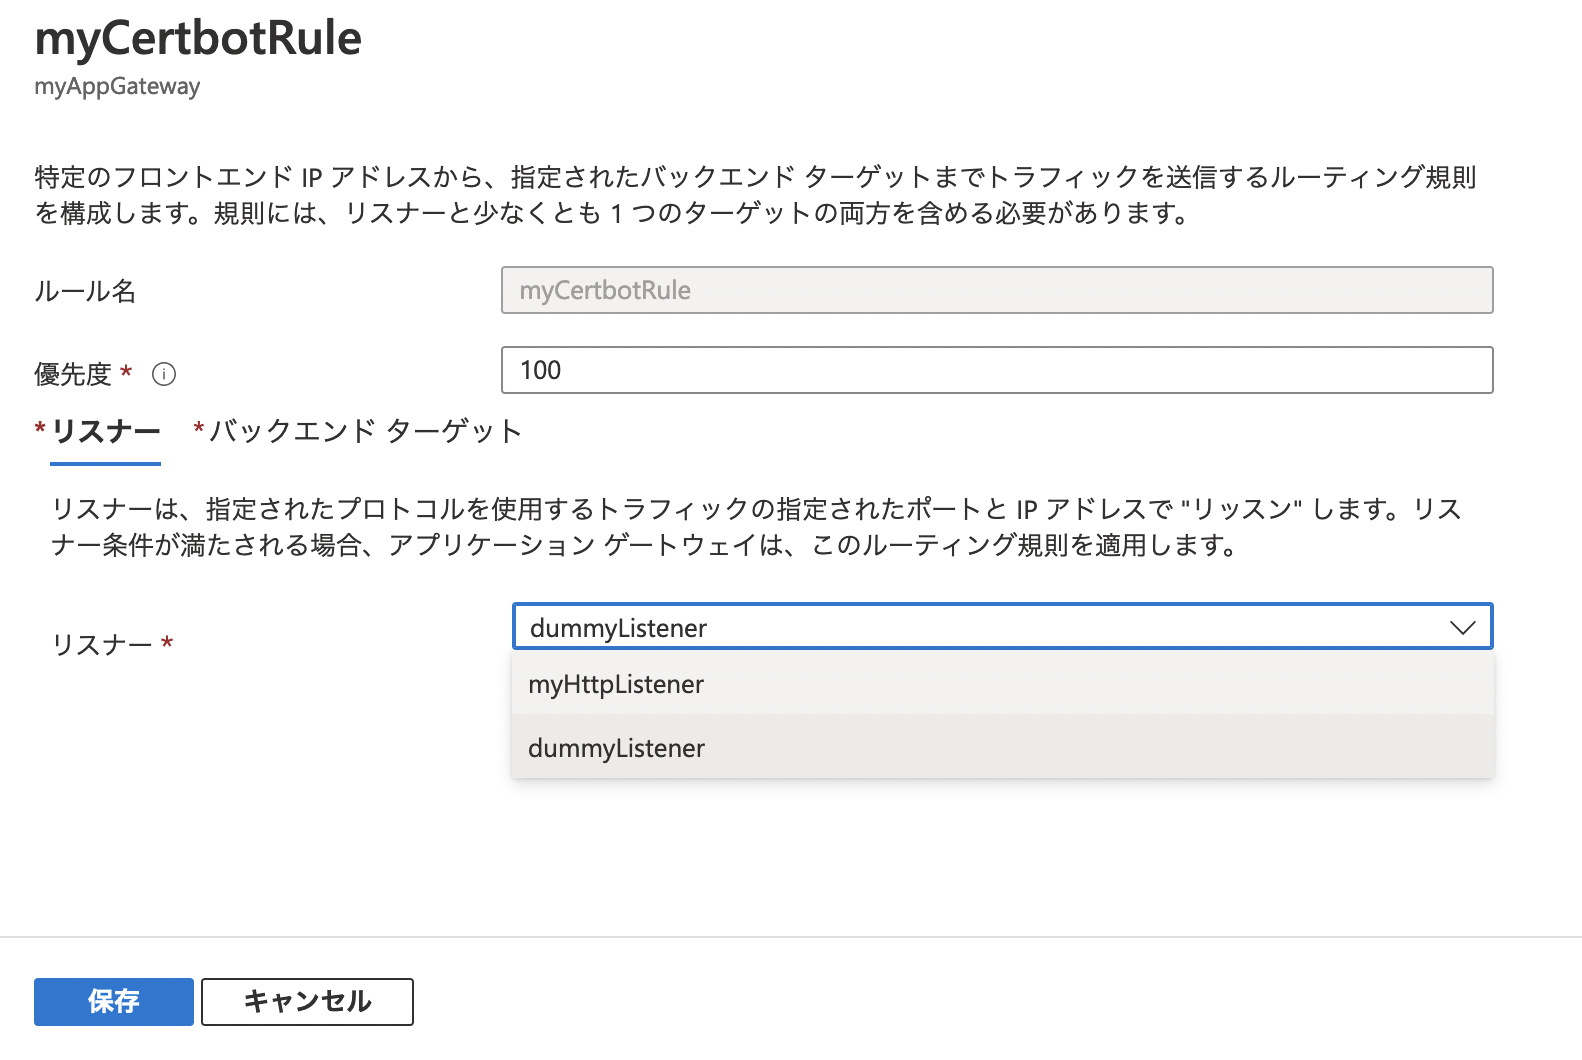 myCertbotRule
myAppGateway
特定のフロントエンド IP アドレスから、指定されたバックエンド ターゲットまでトラフィックを送信するルーティング規則
を構成します。規則には、リスナーと少なくとも 1 つのターゲットの両方を含める必要があります。
ルール名
myCertbotRule
優先度 *
100
* リスナー * バックエンド ターゲット
リスナーは、指定されたプロトコルを使用するトラフィックの指定されたポートと IP アドレスで "リッスン" します。リス
ナー条件が満たされる場合、アプリケーション ゲートウェイは、このルーティング規則を適用します。
リスナー *
dummyListener
myHttpListener
dummyListener
保存 キャンセル